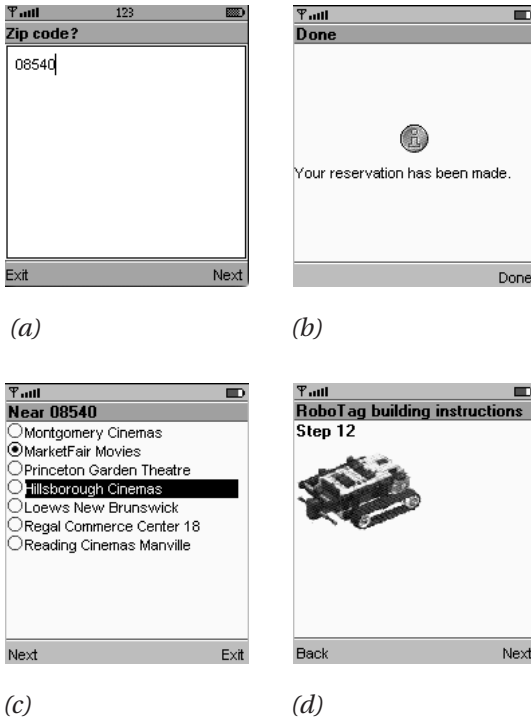 123
Zip code?
08540
Exit Next
(a)
Done
i
Your reservation has been made.
Done
(b)
Near 08540
Montgomery Cinemas
MarketFair Movies
Princeton Garden Theatre
Hillsborough Cinemas
Loews New Brunswick
Regal Commerce Center 18
Reading Cinemas Manville
Next Exit
(c)
RoboTag building instructions
Step 12
Back Next
(d)